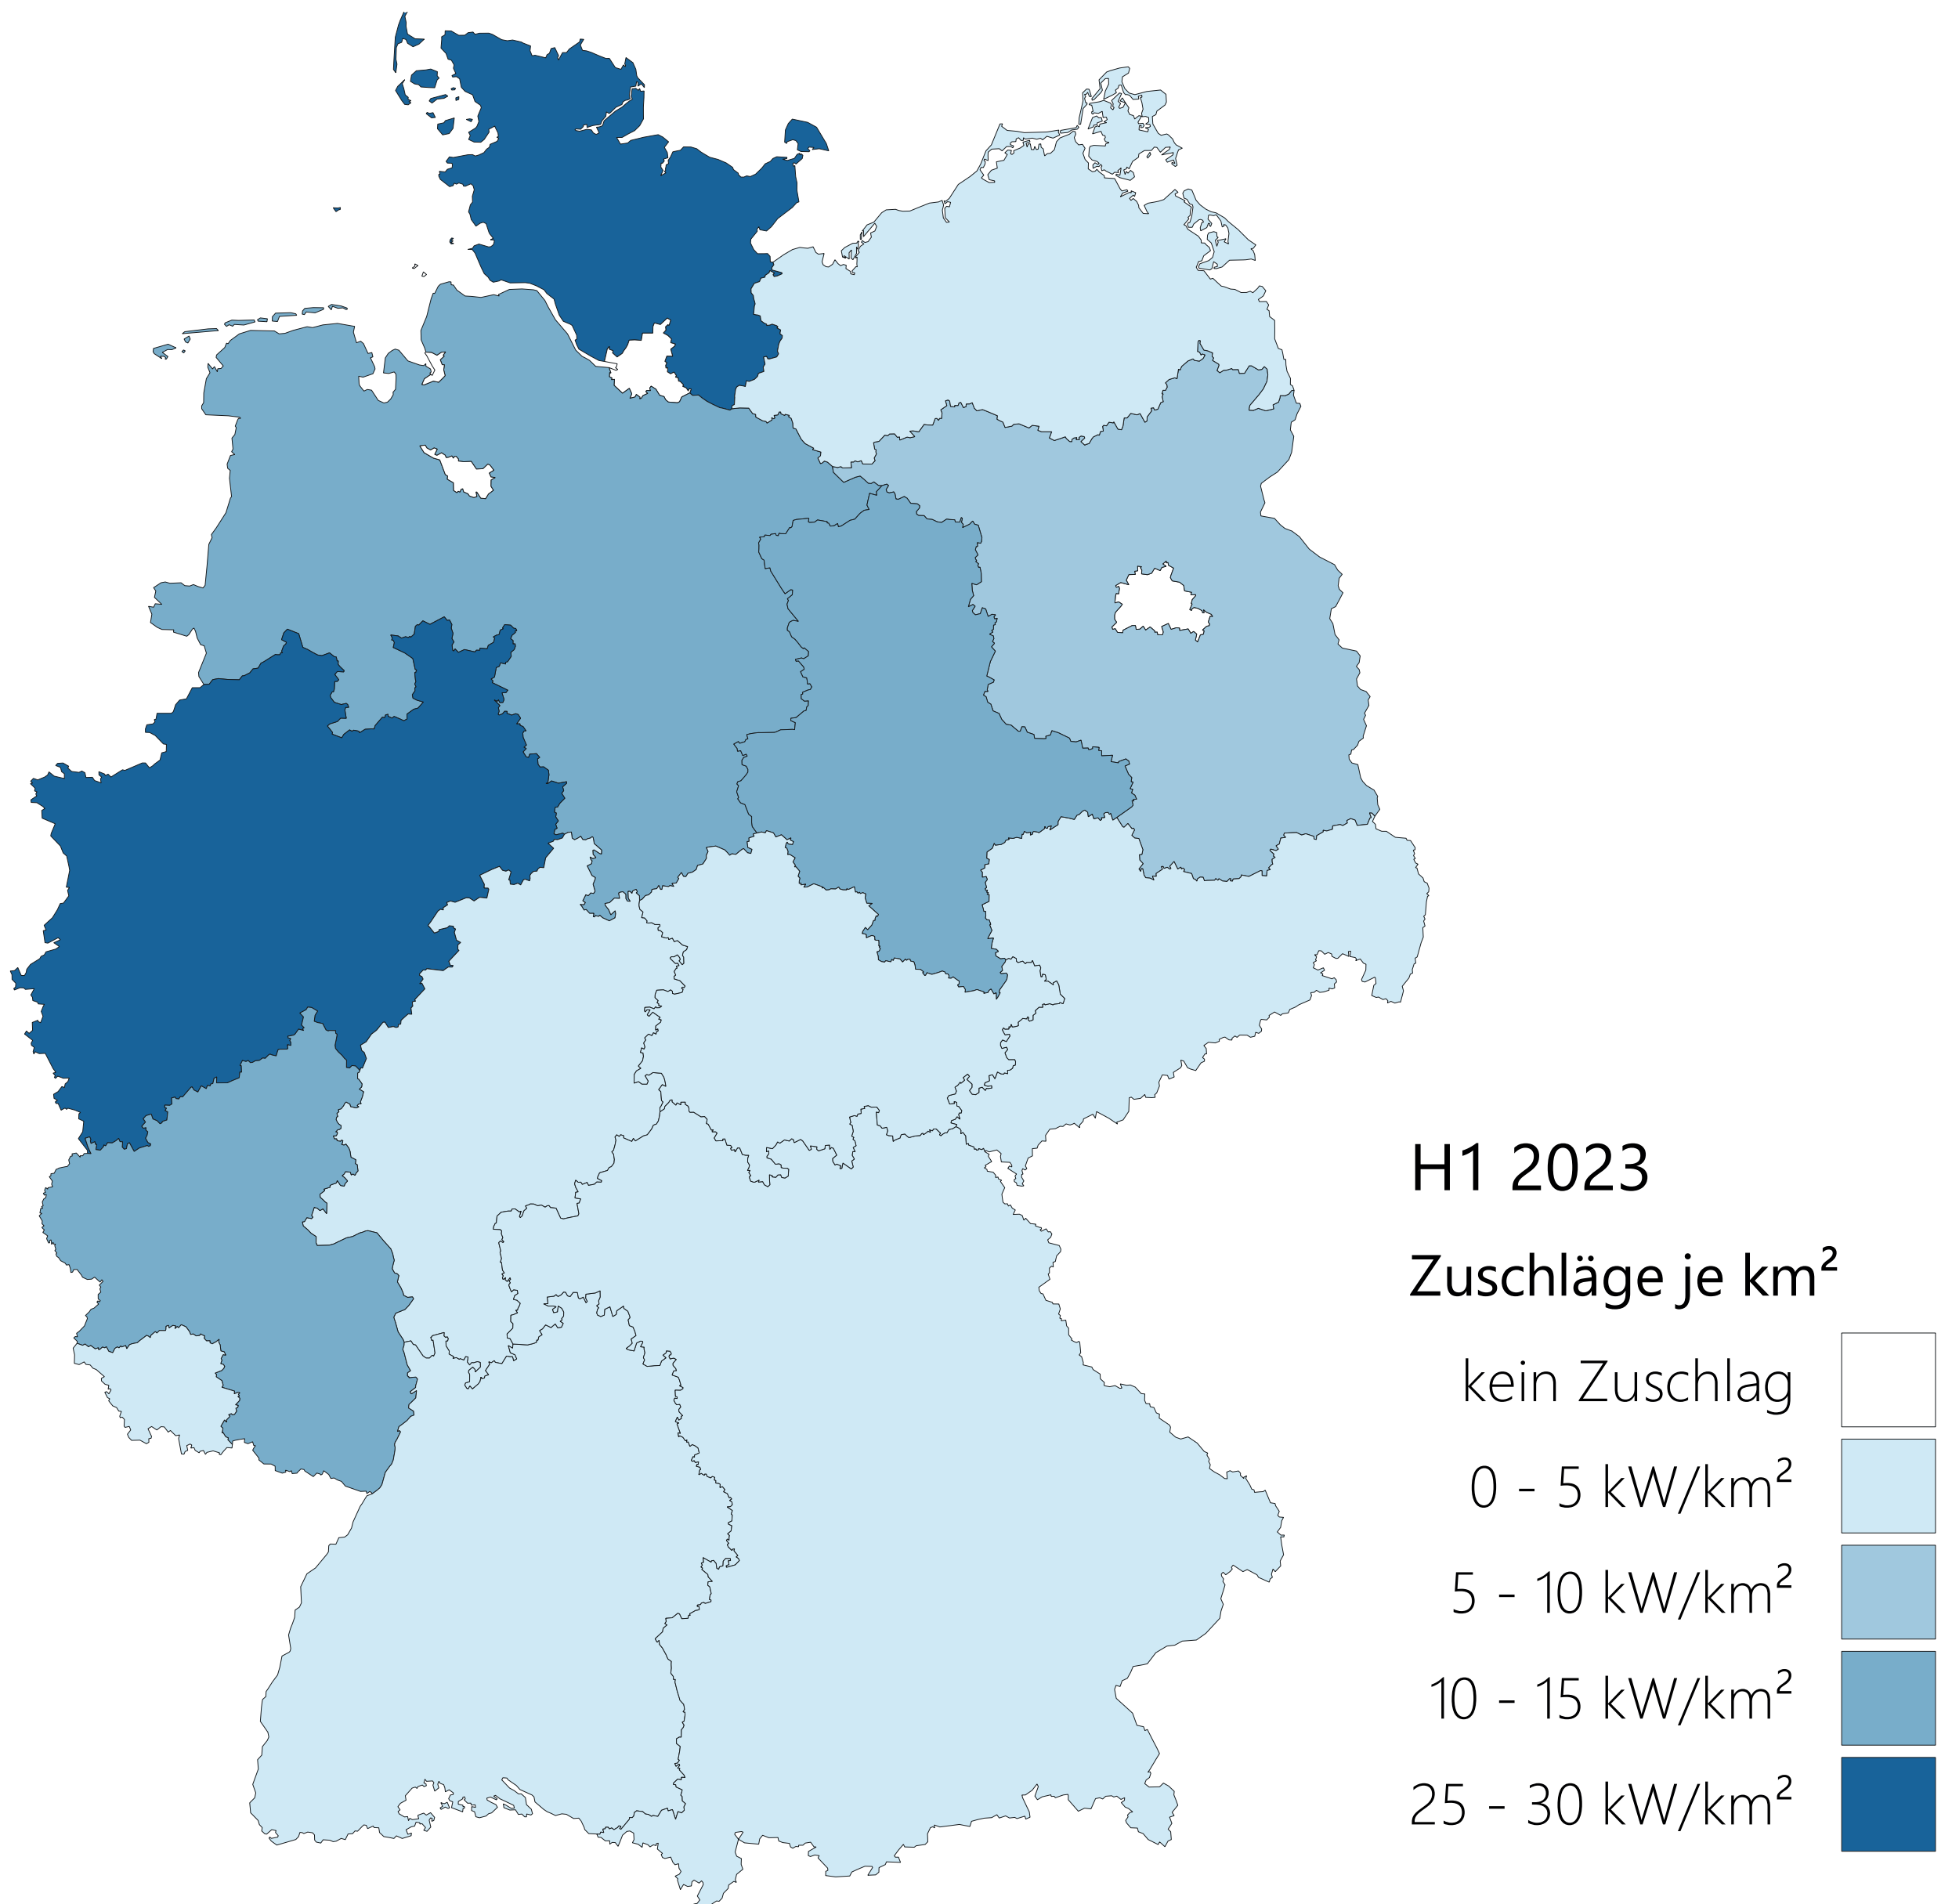 H1 2023
Zuschläge je km²
kein Zuschlag
0 - 5 kW/km²
5 - 10 kW/km²
10 - 15 kW/km²
25 - 30 kW/km²